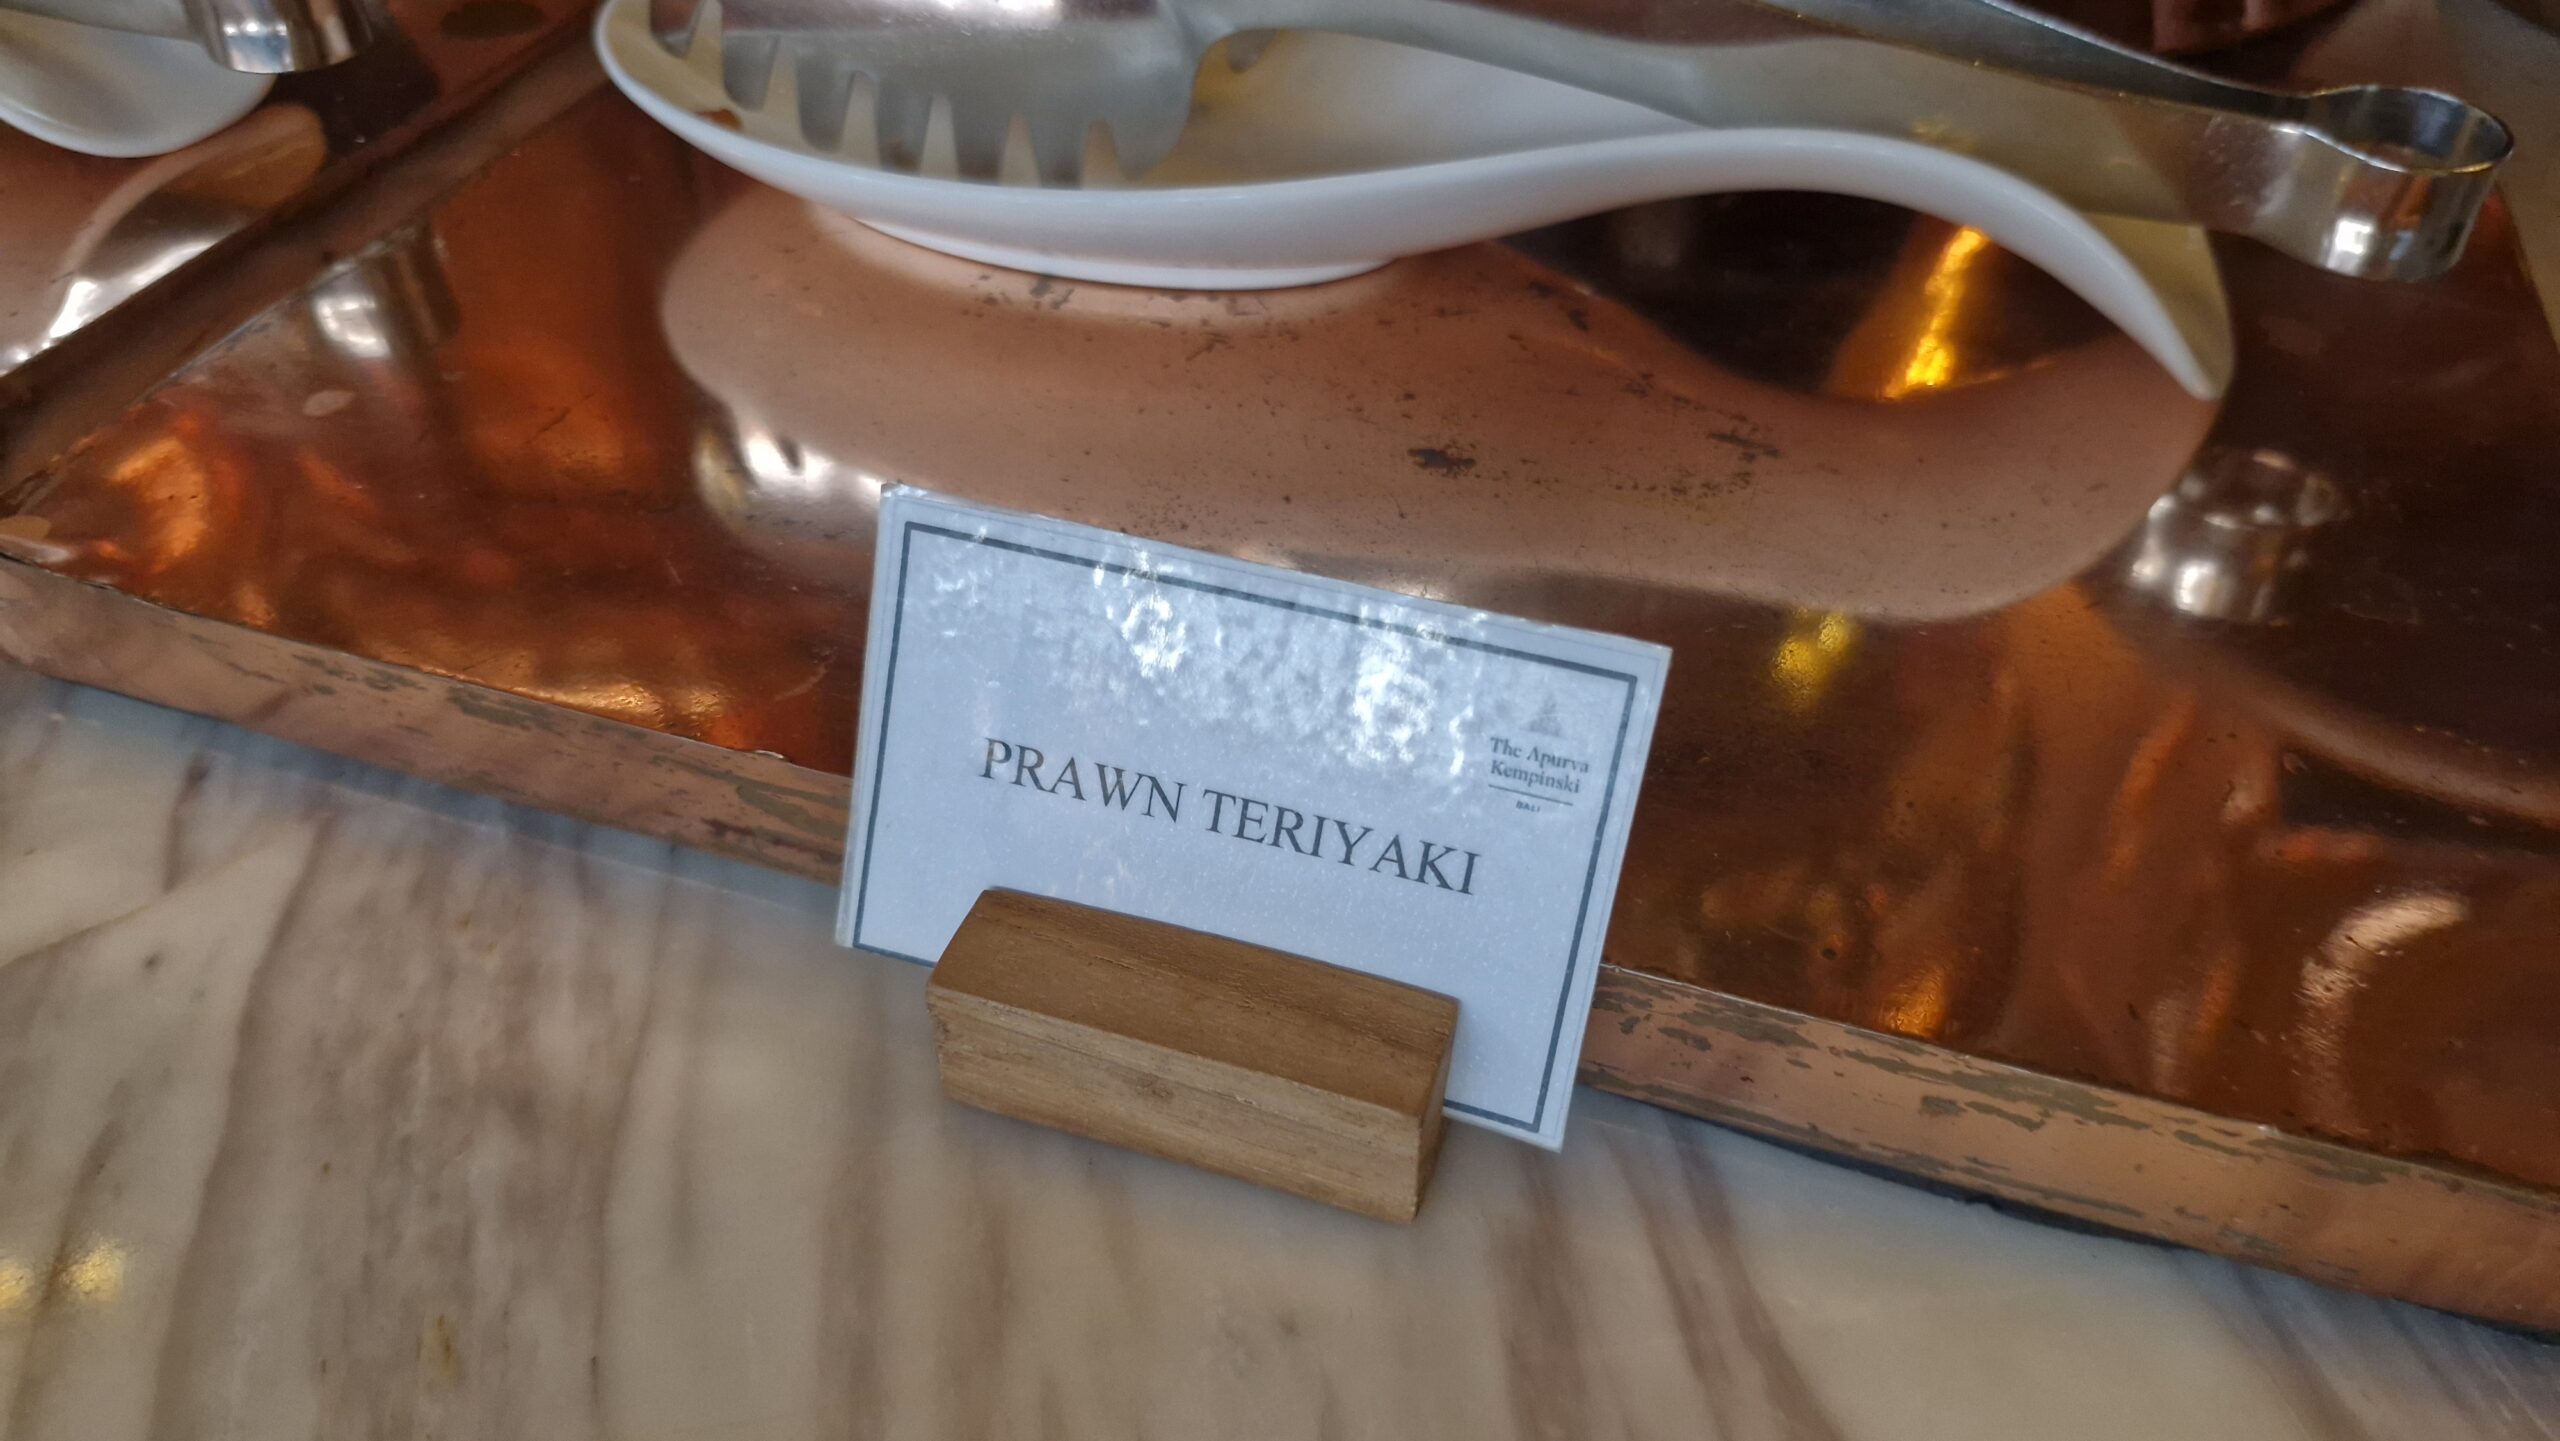 The Apurva
Kempinski
BALI
PRAWN TERIYAKI